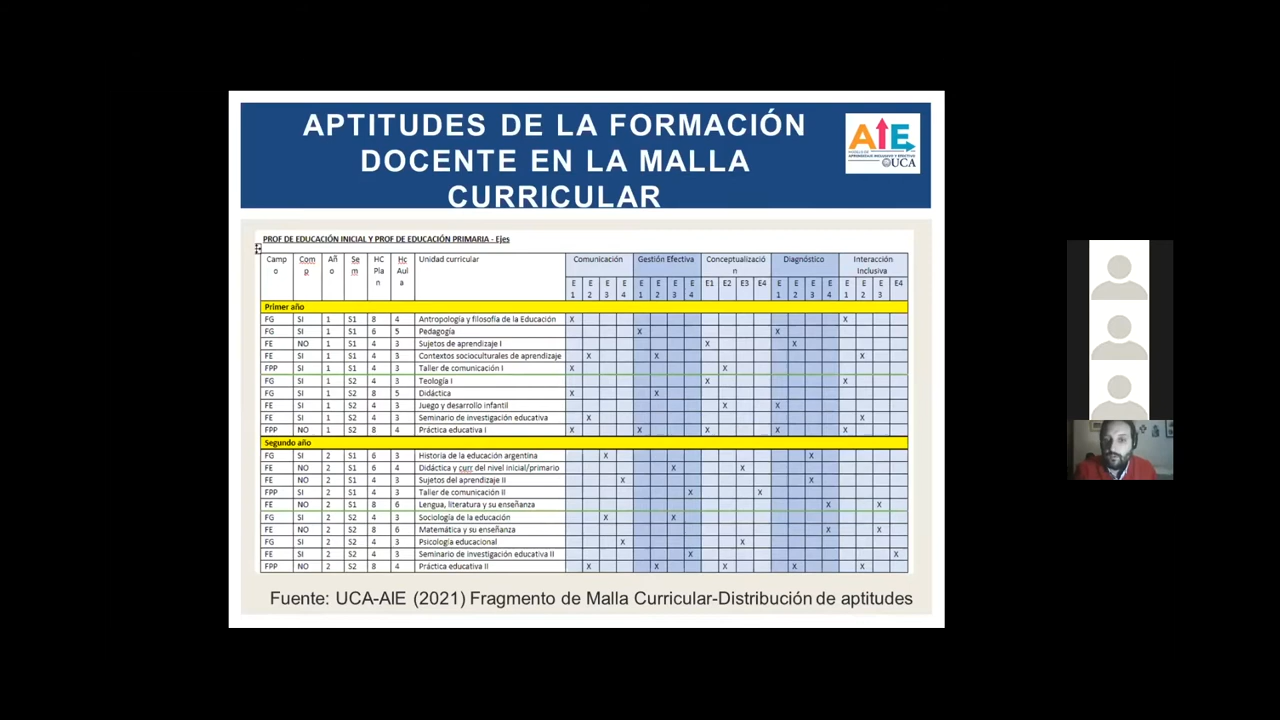 APTITUDES DE LA FORMACIÓN
DOCENTE EN LA MALLA
CURRICULAR
AIE
MODELO DE
APRENDIZAJE INCLUSIVO Y EFECTIVO
UCA
PROF DE EDUCACIÓN INICIAL Y PROF DE EDUCACIÓN PRIMARIA - Ejes
Campo Comp Año Sem HC Plan Hc Aula Unidad curricular Comunicación Gestión Efectiva Conceptualización Diagnóstico Interacción Inclusiva
E1 E2 E3 E4 E1 E2 E3 E4 E1 E2 E3 E4 E1 E2 E3 E4 E1 E2 E3 E4
Primer año
FG SI 1 S1 8 4 Antropología y filosofía de la Educación X X
FG SI 1 S1 6 5 Pedagogía X X
FE NO 1 S1 4 3 Sujetos de aprendizaje I X X
FE SI 1 S1 4 3 Contextos socioculturales de aprendizaje X X X
FPP SI 1 S1 4 3 Taller de comunicación I X X
FG SI 1 S2 4 3 Teología I X X
FG SI 1 S2 8 5 Didáctica X X
FE SI 1 S2 4 3 Juego y desarrollo infantil X X
FE SI 1 S2 4 3 Seminario de investigación educativa X X
FPP NO 1 S2 8 4 Práctica educativa I X X X X X
Segundo año
FG SI 2 S1 6 3 Historia de la educación argentina X X
FE NO 2 S1 6 4 Didáctica y curr del nivel inicial/primario X X
FE NO 2 S1 4 3 Sujetos del aprendizaje II X X
FPP SI 2 S1 4 3 Taller de comunicación II X X
FE NO 2 S1 8 6 Lengua, literatura y su enseñanza X X
FG SI 2 S2 4 3 Sociología de la educación X X
FE NO 2 S2 8 6 Matemática y su enseñanza X X
FG SI 2 S2 4 3 Psicología educacional X X
FE SI 2 S2 4 3 Seminario de investigación educativa II X X
FPP NO 2 S2 8 4 Práctica educativa II X X X X X
Fuente: UCA-AIE (2021) Fragmento de Malla Curricular-Distribución de aptitudes